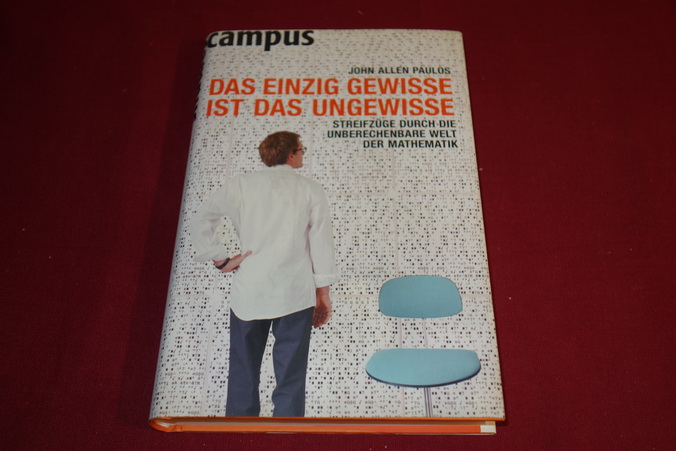 campus
JOHN ALLEN PAULOS
DAS EINZIG GEWISSE
IST DAS UNGEWISSE
STREIFZÜGE DURCH DIE
UNBERECHENBARE WELT
DER MATHEMATIK